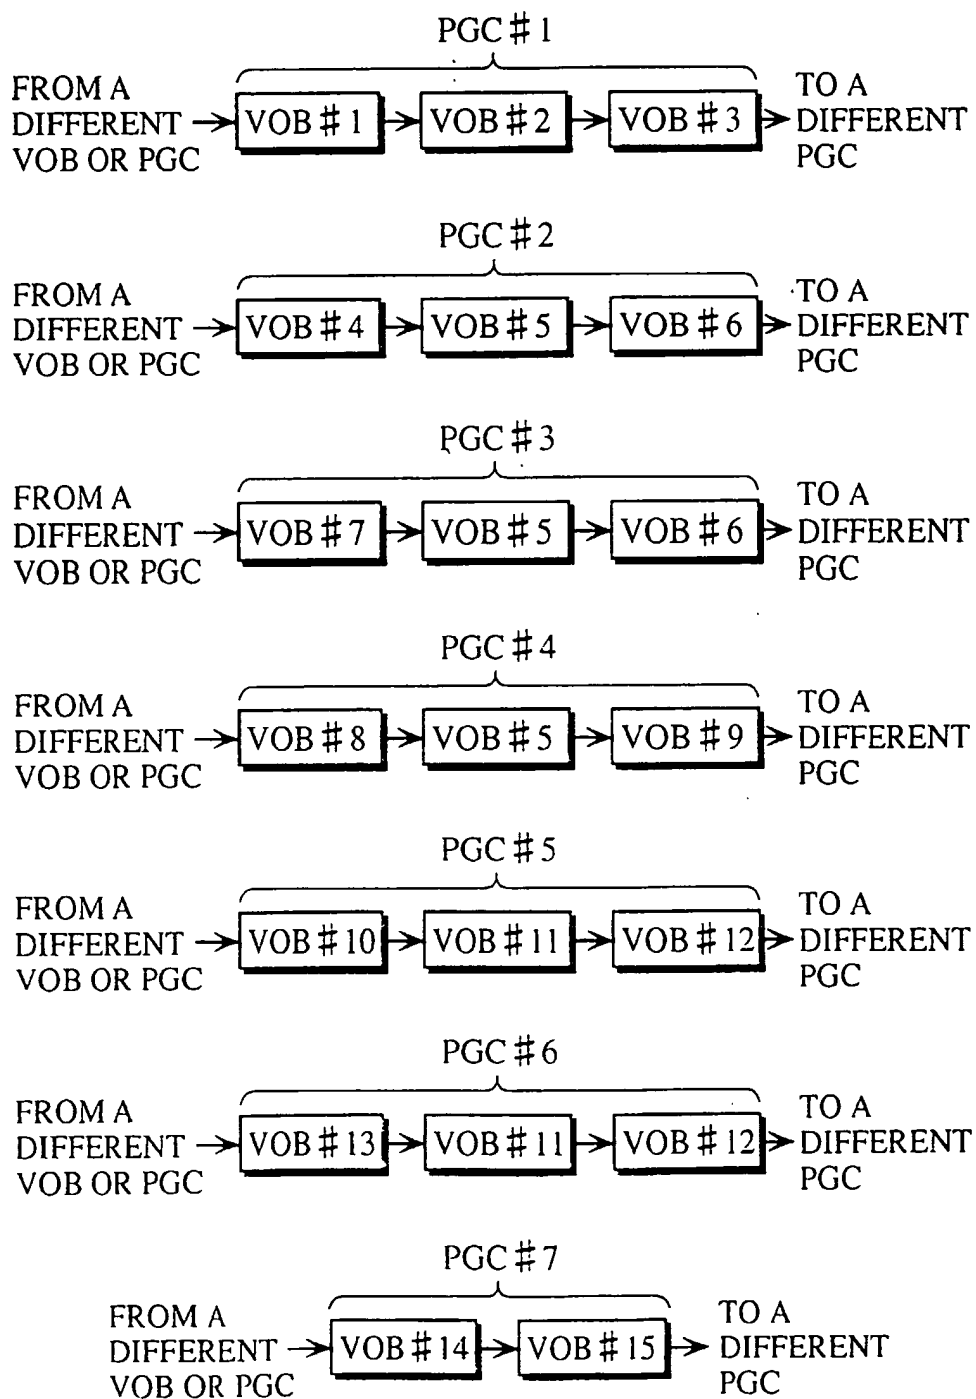 PGC#1
FROM A
DIFFERENT
VOB OR PGC
VOB#1
VOB#2
VOB#3
TO A
DIFFERENT
PGC
PGC#2
FROM A
DIFFERENT
VOB OR PGC
VOB#4
VOB#5
VOB#6
TO A
DIFFERENT
PGC
PGC#3
FROM A
DIFFERENT
VOB OR PGC
VOB#7
VOB#5
VOB#6
TO A
DIFFERENT
PGC
PGC#4
FROM A
DIFFERENT
VOB OR PGC
VOB#8
VOB#5
VOB#9
TO A
DIFFERENT
PGC
PGC#5
FROM A
DIFFERENT
VOB OR PGC
VOB#10
VOB#11
VOB#12
TO A
DIFFERENT
PGC
PGC#6
FROM A
DIFFERENT
VOB OR PGC
VOB#13
VOB#11
VOB#12
TO A
DIFFERENT
PGC
PGC#7
FROM A
DIFFERENT
VOB OR PGC
VOB#14
VOB#15
TO A
DIFFERENT
PGC